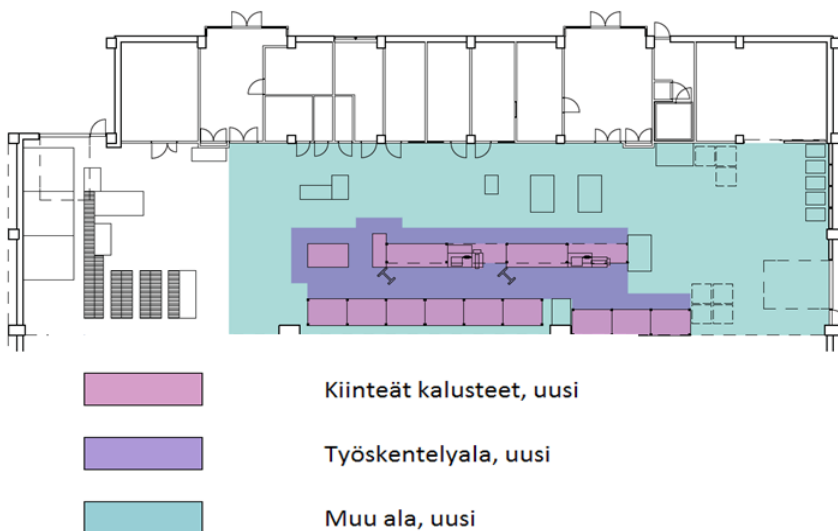 Kiinteät kalusteet, uusi
Työskentelyala, uusi
Muu ala, uusi